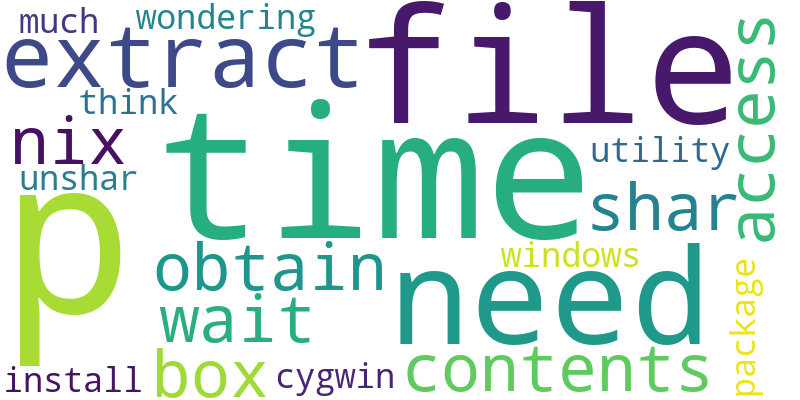 much
wondering
extract
file
think
time
nix
unshar
p
utility
shar
access
obtain
windows
need
wait
package
install
box
cygwin
contents